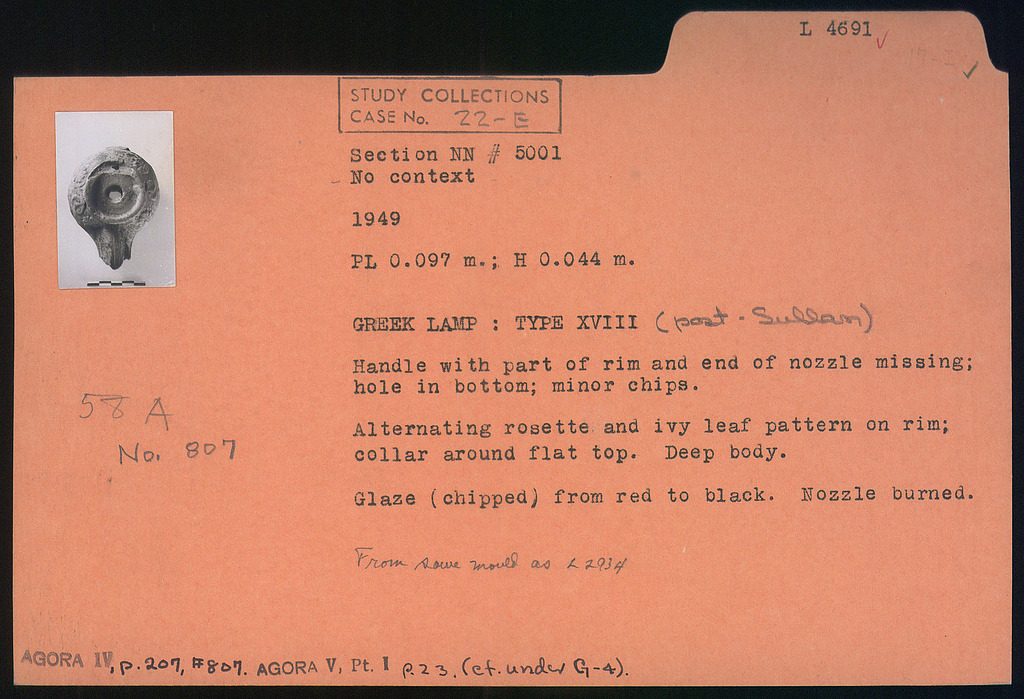 L 4691
STUDY COLLECTIONS
CASE No. 22-E
Section NN # 5001
No context
1949
PL 0.097 m.; H 0.044 m.
GREEK LAMP : TYPE XVIII (post-Sullan)
Handle with part of rim and end of nozzle missing;
hole in bottom; minor chips.
58 A
No. 807
Alternating rosette and ivy leaf pattern on rim;
collar around flat top. Deep body.
Glaze (chipped) from red to black. Nozzle burned.
From same mould as L 2934
AGORA IV, p. 207, #807. AGORA V, Pt. I p. 23. (cf. under G-4).